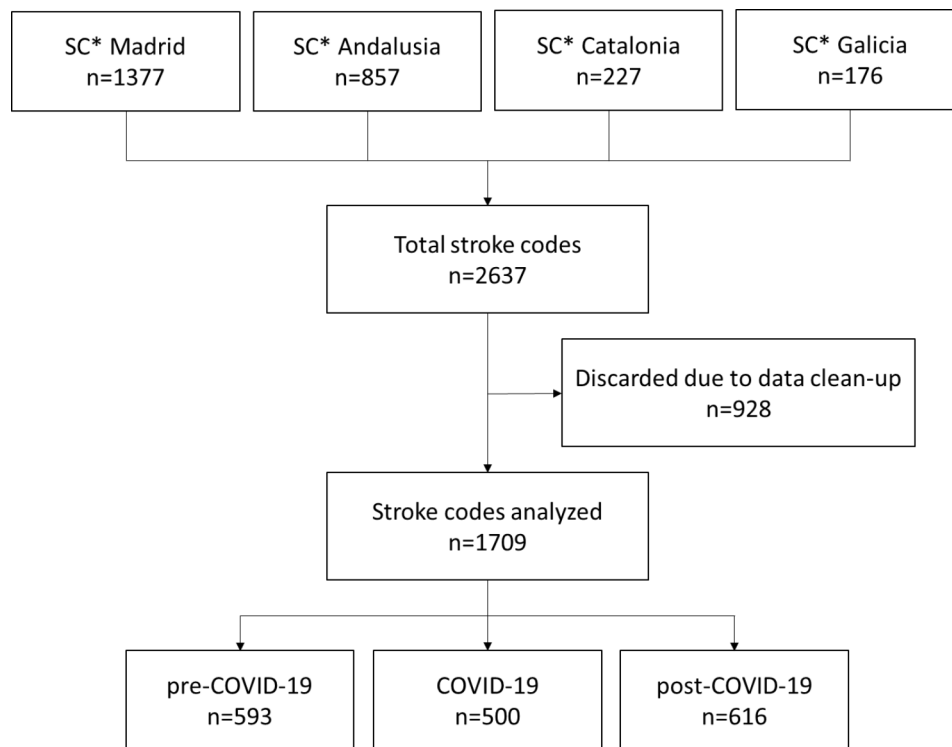 SC* Madrid
n=1377
SC* Andalusia
n=857
SC* Catalonia
n=227
SC* Galicia
n=176
Total stroke codes
n=2637
Discarded due to data clean-up
n=928
Stroke codes analyzed
n=1709
pre-COVID-19
n=593
COVID-19
n=500
post-COVID-19
n=616